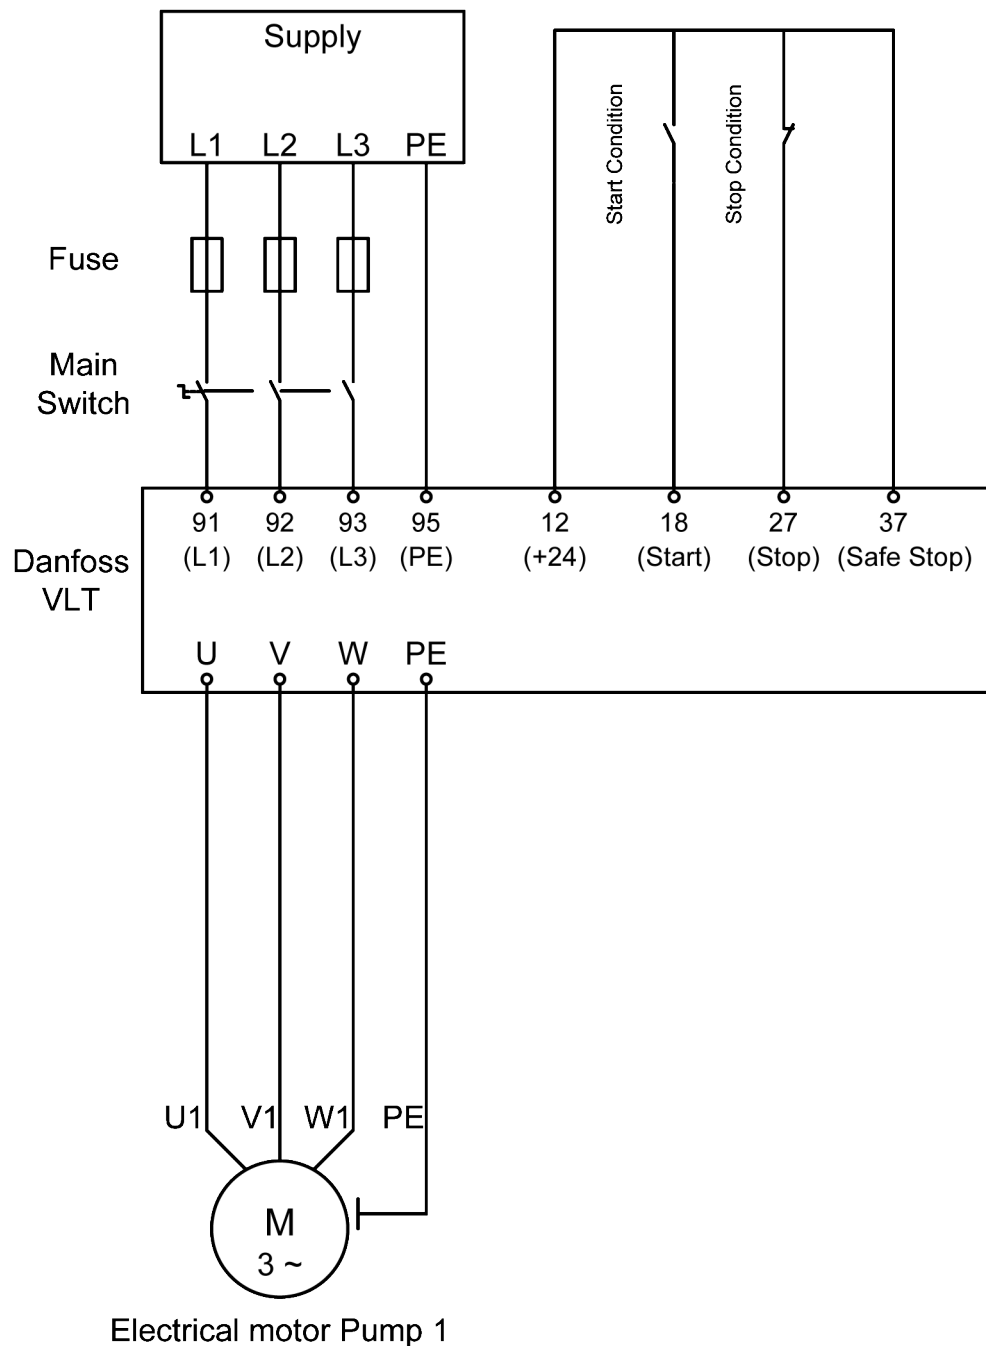 Supply
L1 L2 L3 PE
Start Condition
Stop Condition
Fuse
Main
Switch
91 92 93 95 12 18 27 37
(L1) (L2) (L3) (PE) (+24) (Start) (Stop) (Safe Stop)
Danfoss
VLT
U V W PE
U1 V1 W1 PE
M
3 ~
Electrical motor Pump 1